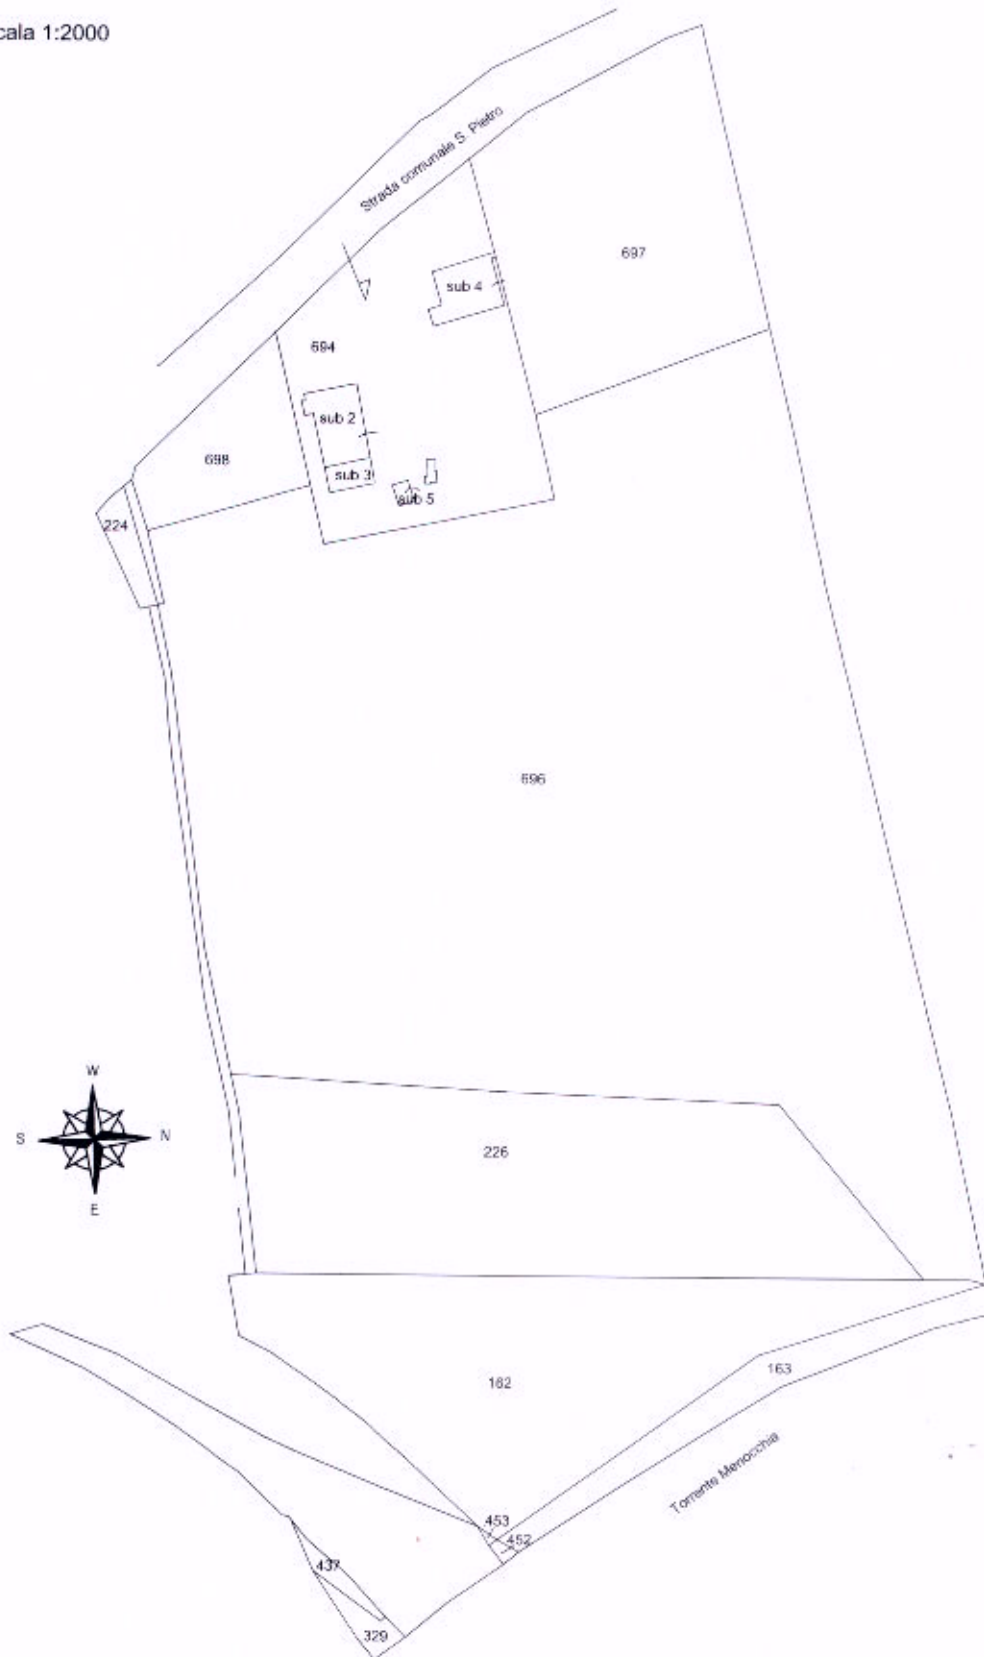 cala 1:2000
Strada comunale S. Pietro
697
sub 4
694
sub 2
698
sub 3
sub 5
224
696
W
S
N
E
226
162
163
Torrente Menocchia
453
452
437
329